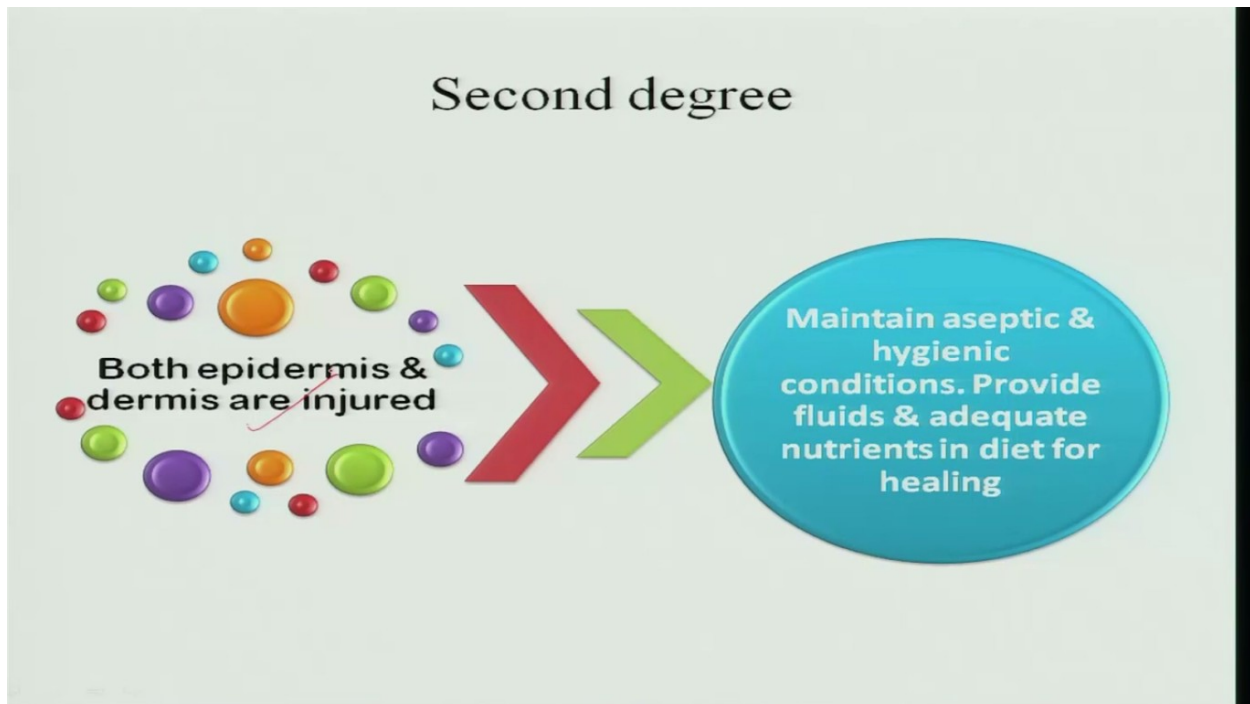 Second degree
Both epidermis &
dermis are injured
Maintain aseptic &
hygienic
conditions. Provide
fluids & adequate
nutrients in diet for
healing